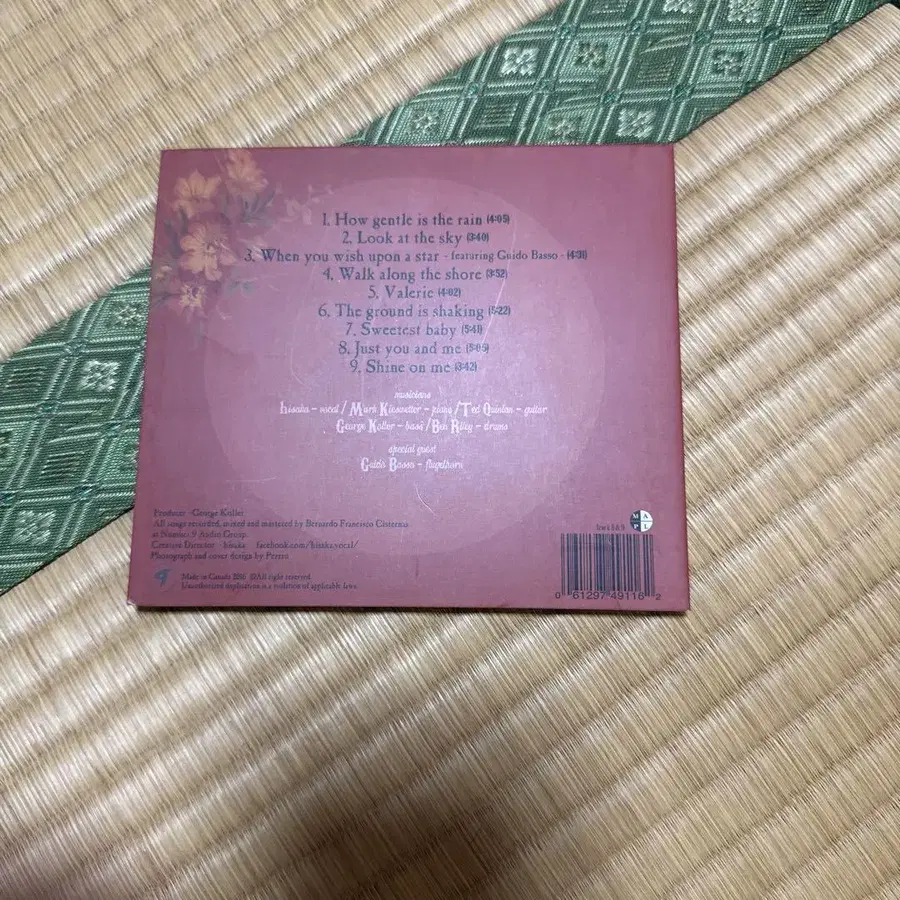 1. How gentle is the rain (4:05)
2. Look at the sky (3:40)
3. When you wish upon a star - featuring Guido Basso - (4:31)
4. Walk along the shore (3:52)
5. Valerie (4:02)
6. The ground is shaking (5:22)
7. Sweetest baby (5:41)
8. Just you and me (5:05)
9. Shine on me (3:42)
musicians
hisaka - vocal / Mark Kieswetter - piano / Ted Quinlan - guitar
George Koller - bass / Ben Riley - drums
special guest
Guido Basso - flugelhorn
Producer - George Koller
All songs recorded, mixed and mastered by Bernardo Francisco Cisternas
at Number 9 Audio Group.
Creative Director - hisaka facebook.com/hisaka.vocal/
Photograph and cover design by
Made in Canada All right reserved.
Unauthorized duplication is a violation of applicable laws.
M A P L
0 61297 49116 2